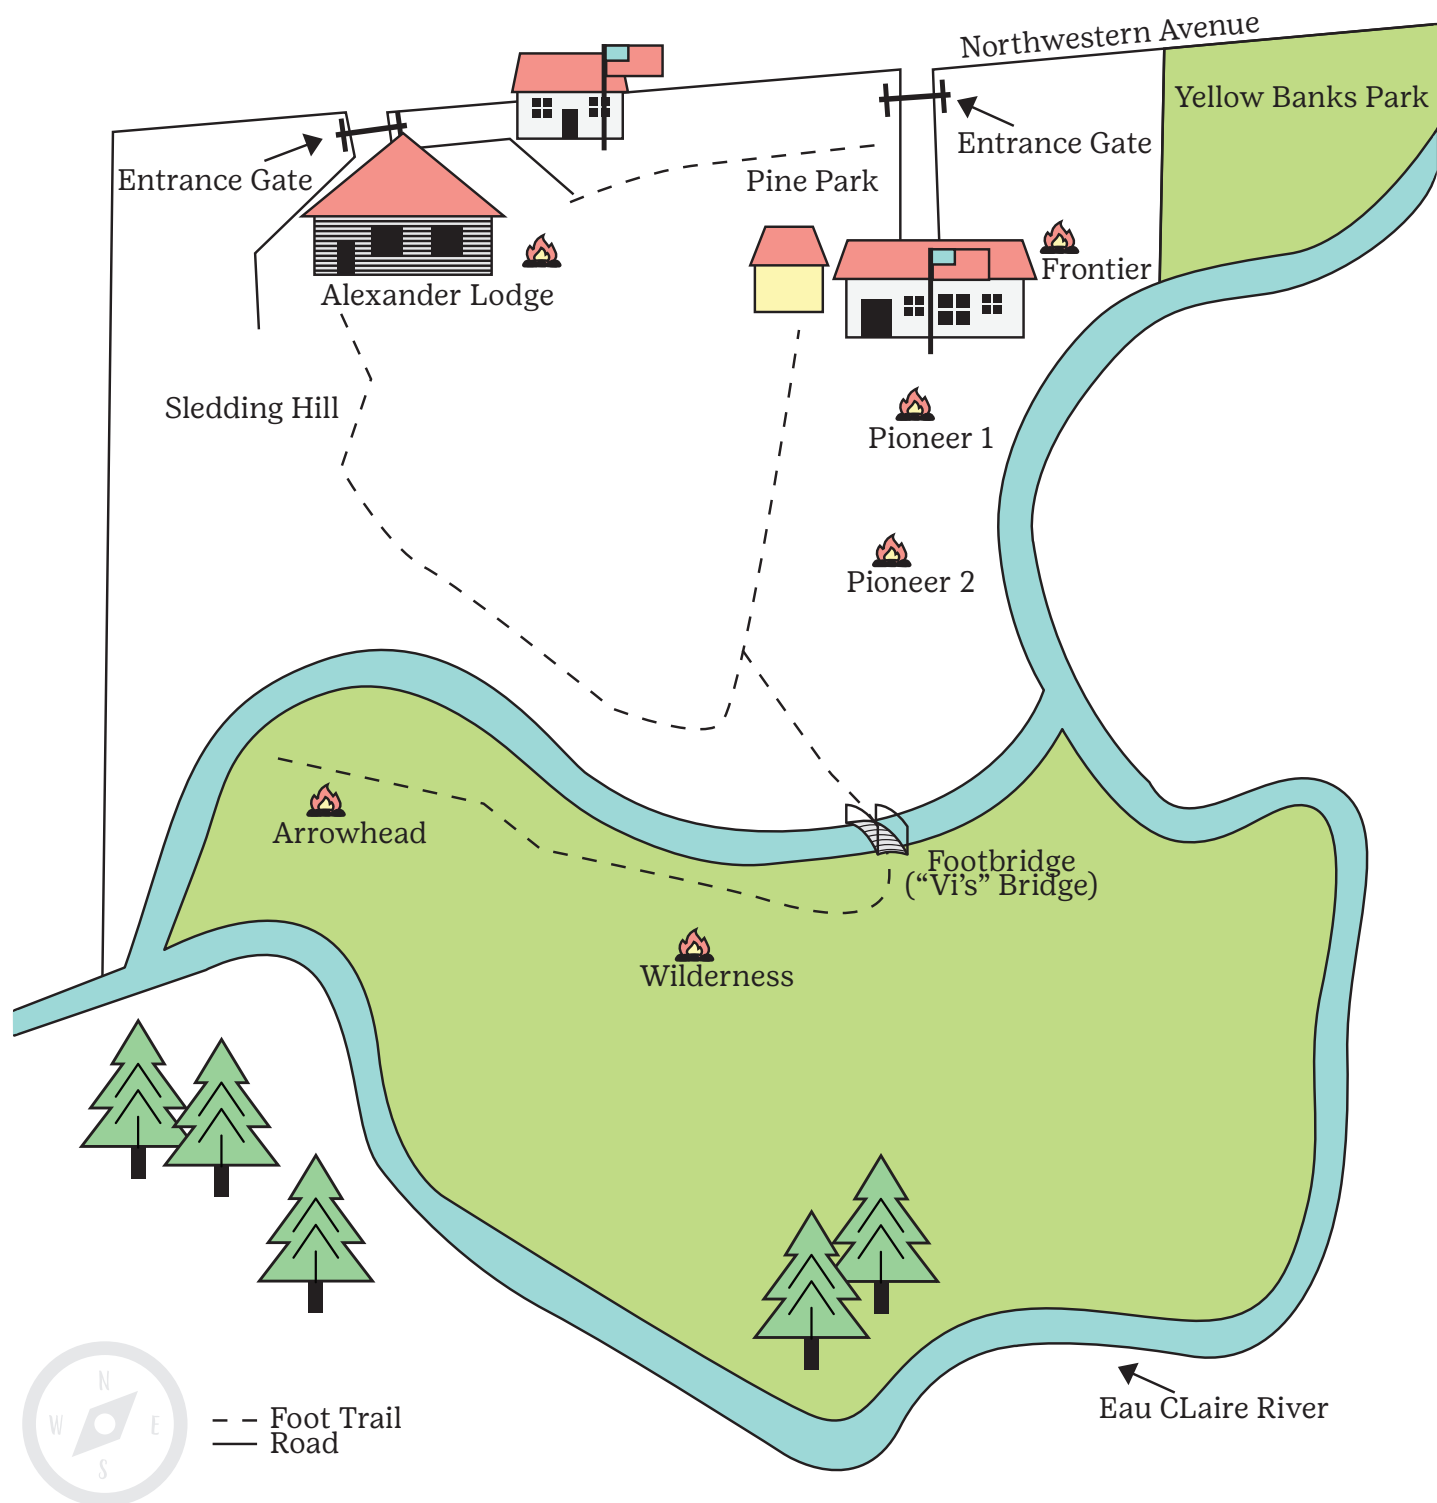 Northwestern Avenue
Yellow Banks Park
Entrance Gate
Entrance Gate
Pine Park
Frontier
Alexander Lodge
Sledding Hill
Pioneer 1
Pioneer 2
Arrowhead
Footbridge
(“Vi’s” Bridge)
Wilderness
N
W
E
S
Foot Trail
Road
Eau CLaire River